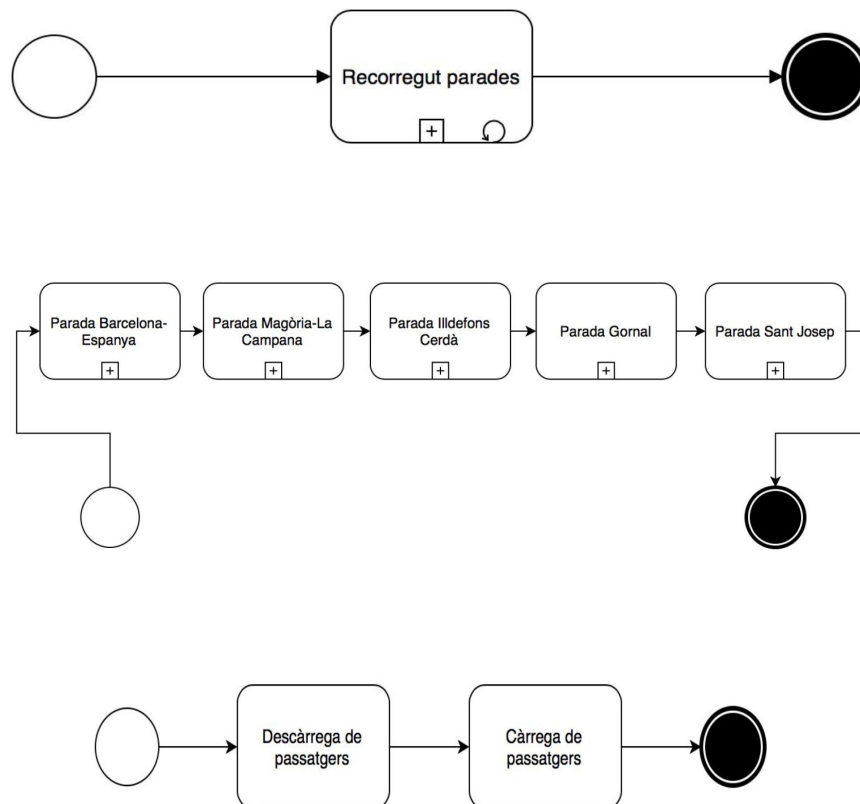 Recorregut parades
Parada Barcelona-
Espanya
Parada Magòria-La
Campana
Parada Illdefons
Cerdà
Parada Gornal
Parada Sant Josep
Descàrrega de
passatgers
Càrrega de
passatgers